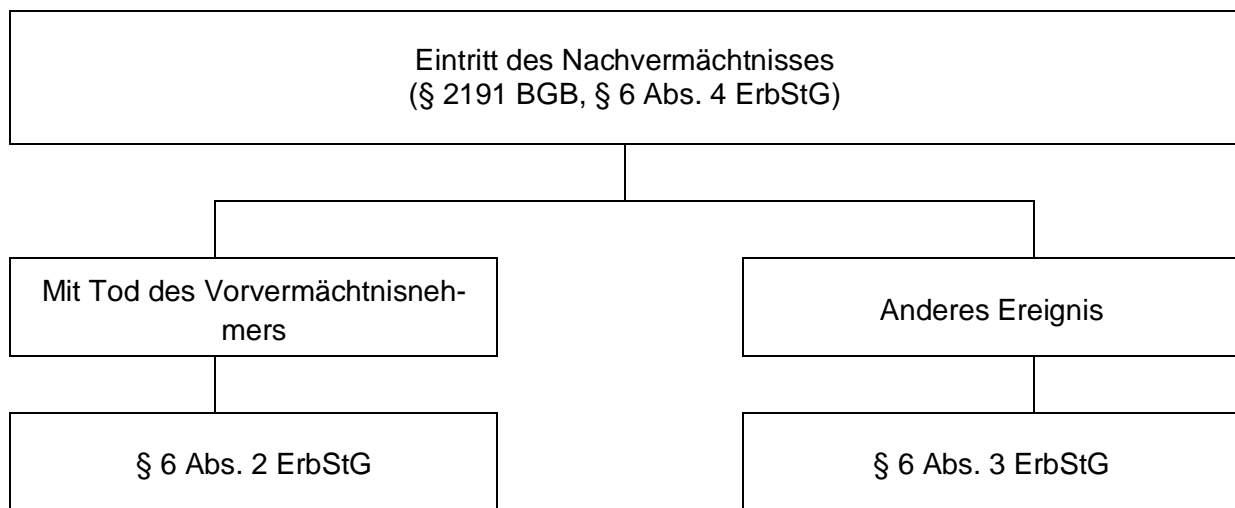 Eintritt des Nachvermächtnisses
(§ 2191 BGB, § 6 Abs. 4 ErbStG)
Mit Tod des Vorvermächtnisneh-
mers
Anderes Ereignis
§ 6 Abs. 2 ErbStG
§ 6 Abs. 3 ErbStG